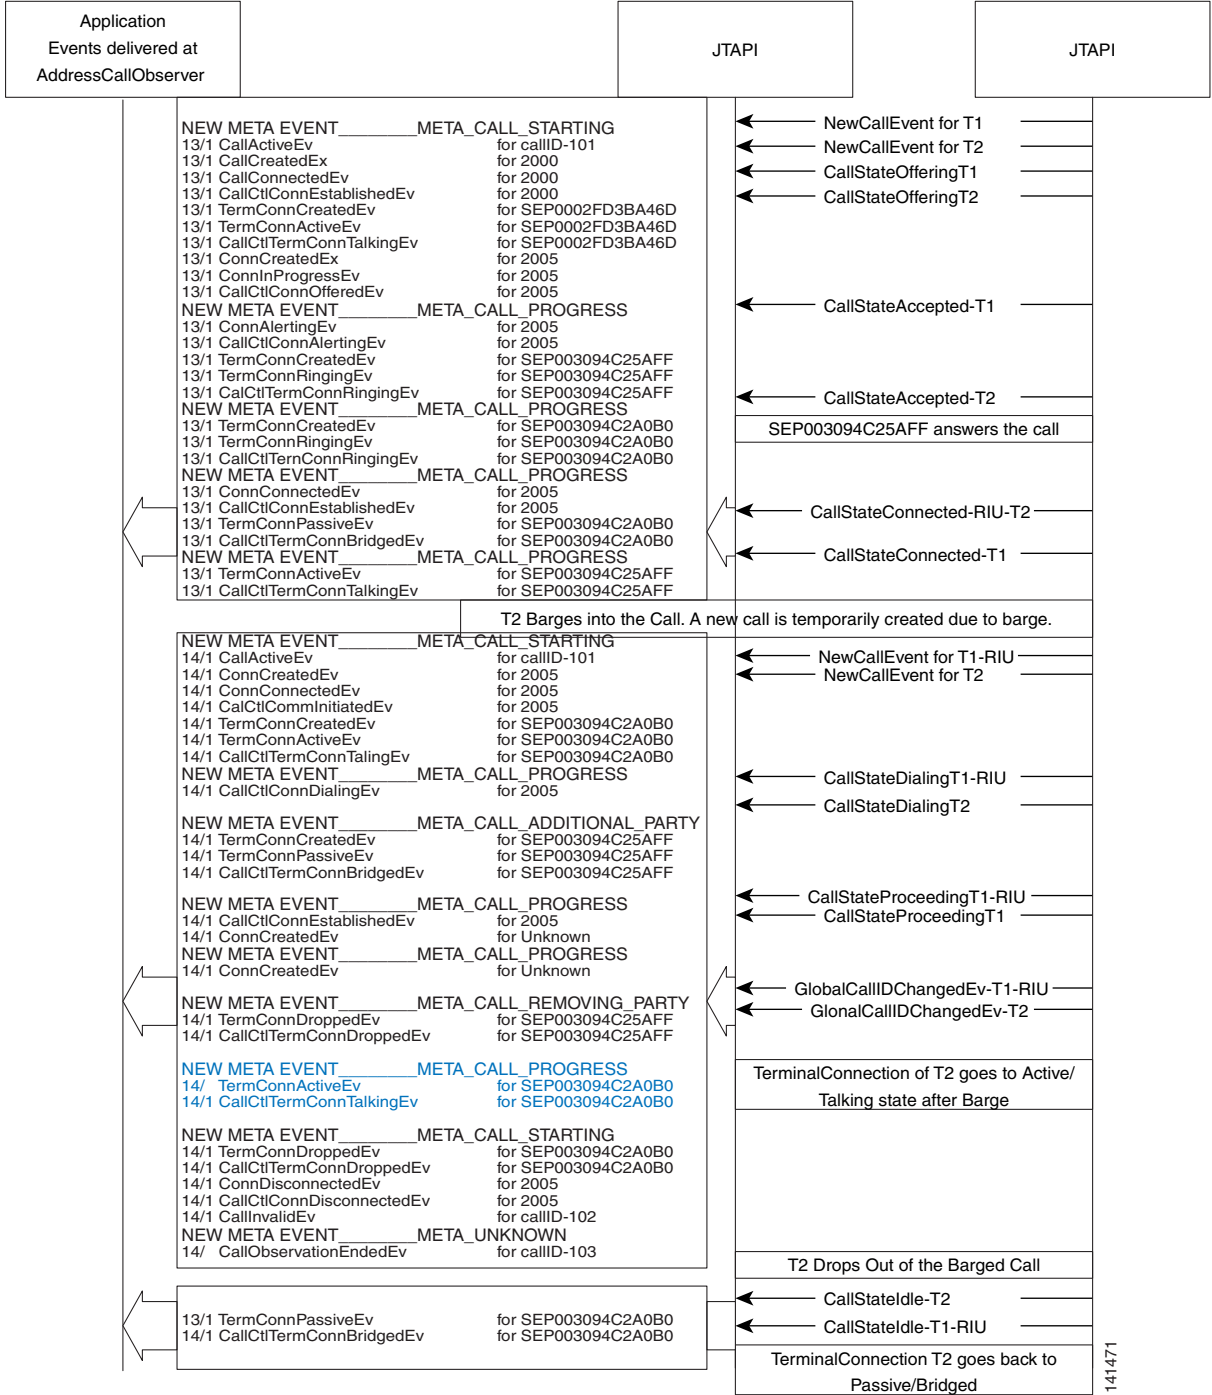 Application
Events delivered at
AddressCallObserver
JTAPI
JTAPI
NEW META EVENT________META_CALL_STARTING
13/1 CallActiveEv for callID-101
13/1 CallCreatedEx for 2000
13/1 CallConnectedEv for 2000
13/1 CallCtlConnEstablishedEv for 2000
13/1 TermConnCreatedEv for SEP0002FD3BA46D
13/1 TermConnActiveEv for SEP0002FD3BA46D
13/1 CallCtlTermConnTalkingEv for SEP0002FD3BA46D
13/1 ConnCreatedEx for 2005
13/1 ConnInProgressEv for 2005
13/1 CallCtlConnOfferedEv for 2005
NEW META EVENT________META_CALL_PROGRESS
13/1 ConnAlertingEv for 2005
13/1 CallCtlConnAlertingEv for 2005
13/1 TermConnCreatedEv for SEP003094C25AFF
13/1 TermConnRingingEv for SEP003094C25AFF
13/1 CalCtlTermConnRingingEv for SEP003094C25AFF
NEW META EVENT________META_CALL_PROGRESS
13/1 TermConnCreatedEv for SEP003094C2A0B0
13/1 TermConnRingingEv for SEP003094C2A0B0
13/1 CallCtlTernConnRingingEv for SEP003094C2A0B0
NEW META EVENT________META_CALL_PROGRESS
13/1 ConnConnectedEv for 2005
13/1 CallCtlConnEstablishedEv for 2005
13/1 TermConnPassiveEv for SEP003094C2A0B0
13/1 CallCtlTermConnBridgedEv for SEP003094C2A0B0
NEW META EVENT________META_CALL_PROGRESS
13/1 TermConnActiveEv for SEP003094C25AFF
13/1 CallCtlTermConnTalkingEv for SEP003094C25AFF
NewCallEvent for T1
NewCallEvent for T2
CallStateOfferingT1
CallStateOfferingT2
CallStateAccepted-T1
CallStateAccepted-T2
SEP003094C25AFF answers the call
CallStateConnected-RIU-T2
CallStateConnected-T1
T2 Barges into the Call. A new call is temporarily created due to barge.
NEW META EVENT________META_CALL_STARTING
14/1 CallActiveEv for callID-101
14/1 ConnCreatedEv for 2005
14/1 ConnConnectedEv for 2005
14/1 CalCtlCommInitiatedEv for 2005
14/1 TermConnCreatedEv for SEP003094C2A0B0
14/1 TermConnActiveEv for SEP003094C2A0B0
14/1 CallCtlTermConnTalingEv for SEP003094C2A0B0
NEW META EVENT________META_CALL_PROGRESS
14/1 CallCtlConnDialingEv for 2005
NEW META EVENT________META_CALL_ADDITIONAL_PARTY
14/1 TermConnCreatedEv for SEP003094C25AFF
14/1 TermConnPassiveEv for SEP003094C25AFF
14/1 CallCtlTermConnBridgedEv for SEP003094C25AFF
NEW META EVENT________META_CALL_PROGRESS
14/1 CallCtlConnEstablishedEv for 2005
14/1 ConnCreatedEv for Unknown
NEW META EVENT________META_CALL_PROGRESS
14/1 ConnCreatedEv for Unknown
NEW META EVENT________META_CALL_REMOVING_PARTY
14/1 TermConnDroppedEv for SEP003094C25AFF
14/1 CallCtlTermConnDroppedEv for SEP003094C25AFF
NEW META EVENT________META_CALL_PROGRESS
14/ TermConnActiveEv for SEP003094C2A0B0
14/1 CallCtlTermConnTalkingEv for SEP003094C2A0B0
NEW META EVENT________META_CALL_STARTING
14/1 TermConnDroppedEv for SEP003094C2A0B0
14/1 CallCtlTermConnDroppedEv for SEP003094C2A0B0
14/1 ConnDisconnectedEv for 2005
14/1 CallCtlConnDisconnectedEv for 2005
14/1 CallInvalidEv for callID-102
NEW META EVENT________META_UNKNOWN
14/ CallObservationEndedEv for callID-103
NewCallEvent for T1-RIU
NewCallEvent for T2
CallStateDialingT1-RIU
CallStateDialingT2
CallStateProceedingT1-RIU
CallStateProceedingT1
GlobalCallIDChangedEv-T1-RIU
GlonalCallIDChangedEv-T2
TerminalConnection of T2 goes to Active/
Talking state after Barge
T2 Drops Out of the Barged Call
13/1 TermConnPassiveEv for SEP003094C2A0B0
14/1 CallCtlTermConnBridgedEv for SEP003094C2A0B0
CallStateIdle-T2
CallStateIdle-T1-RIU
TerminalConnection T2 goes back to
Passive/Bridged
141471